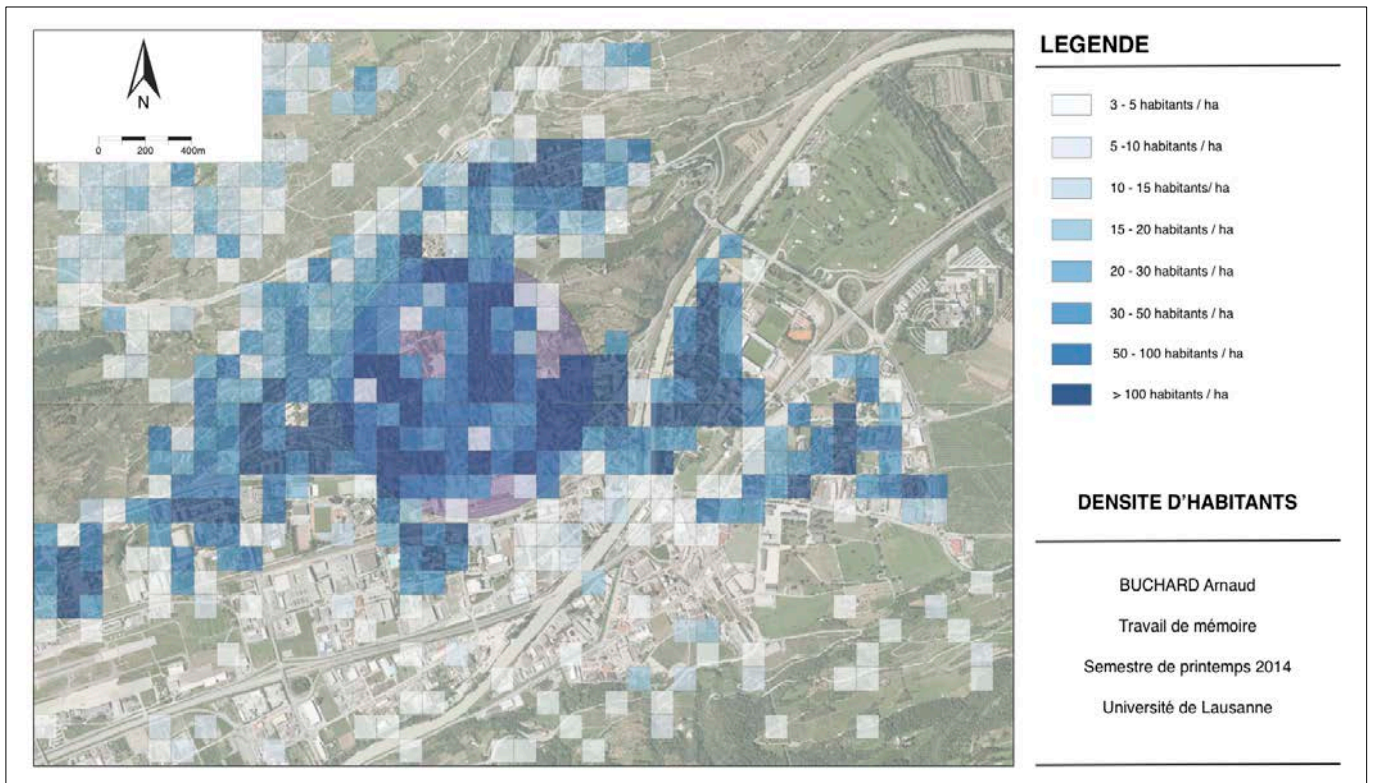 N
0 200 400m
LEGENDE
3 - 5 habitants / ha
5 -10 habitants / ha
10 - 15 habitants/ ha
15 - 20 habitants / ha
20 - 30 habitants / ha
30 - 50 habitants / ha
50 - 100 habitants / ha
> 100 habitants / ha
DENSITE D'HABITANTS
BUCHARD Arnaud
Travail de mémoire
Semestre de printemps 2014
Université de Lausanne